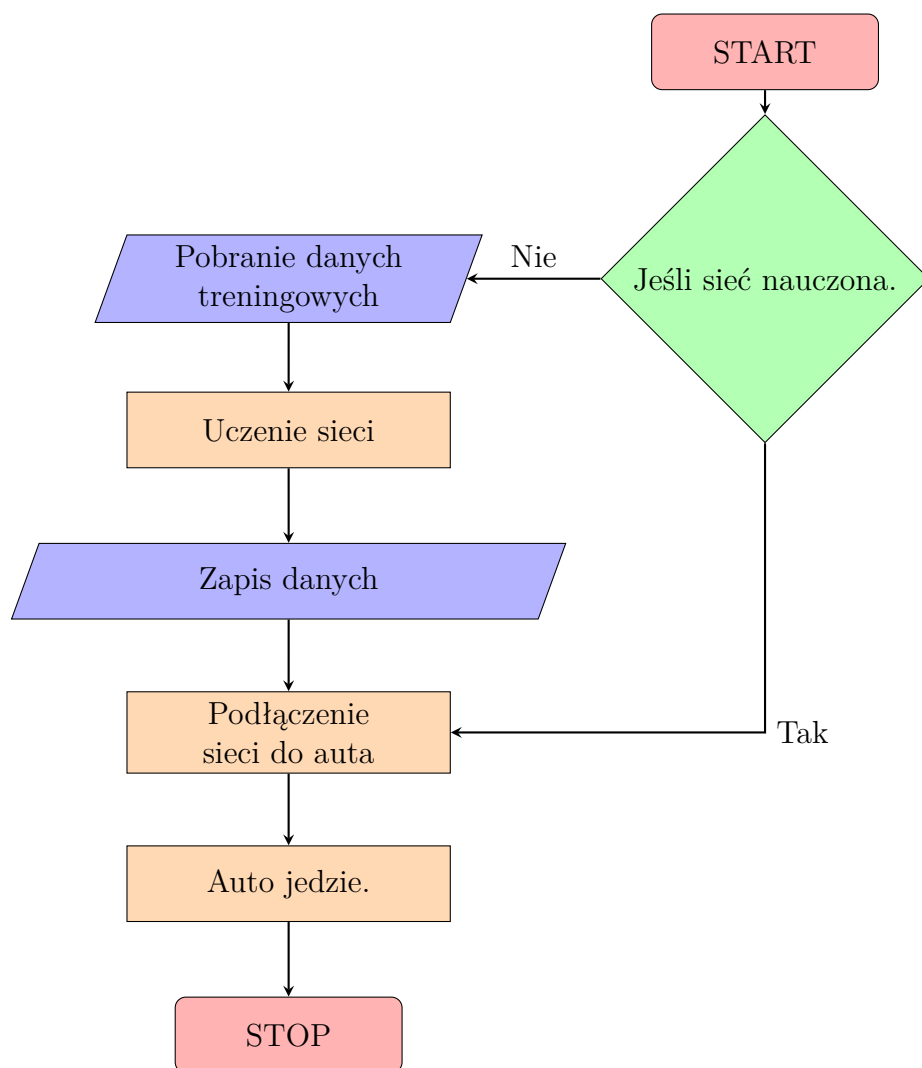 START
Jeśli sieć nauczona.
Nie
Pobranie danych
treningowych
Uczenie sieci
Zapis danych
Podłączenie
sieci do auta
Tak
Auto jedzie.
STOP